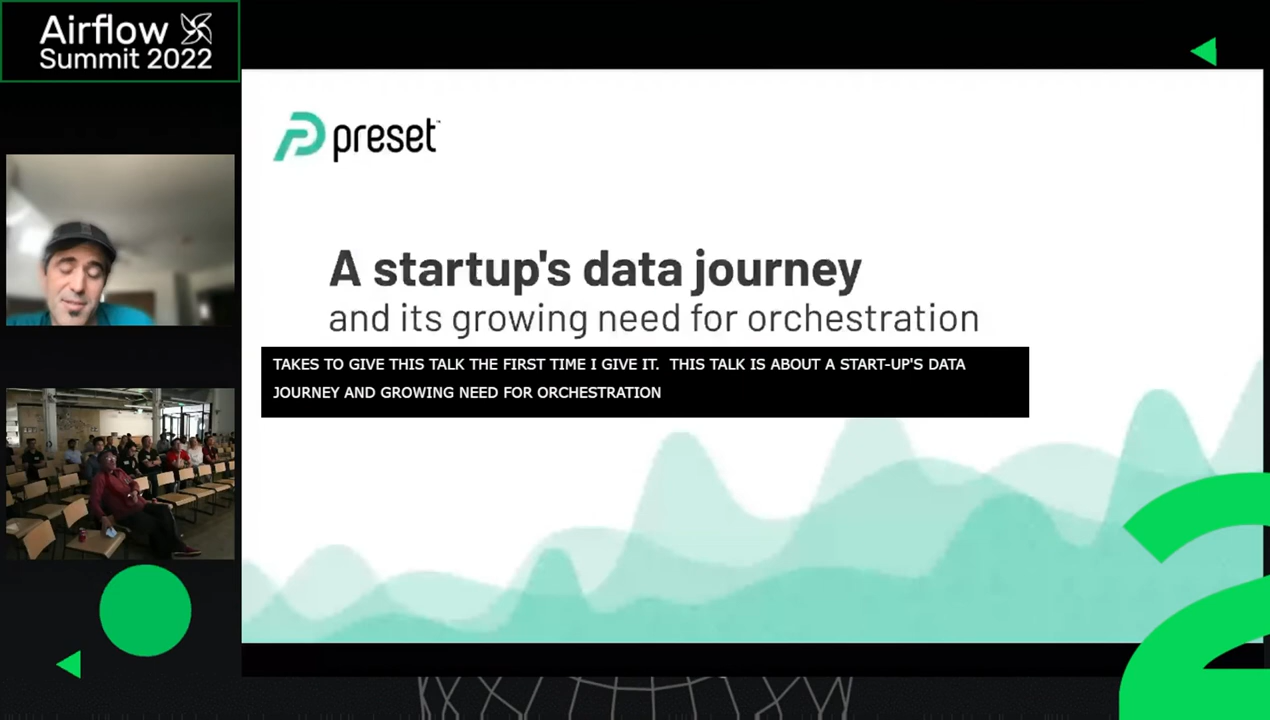 Airflow
Summit 2022
preset™
A startup's data journey
and its growing need for orchestration
TAKES TO GIVE THIS TALK THE FIRST TIME I GIVE IT.  THIS TALK IS ABOUT A START-UP'S DATA
JOURNEY AND GROWING NEED FOR ORCHESTRATION